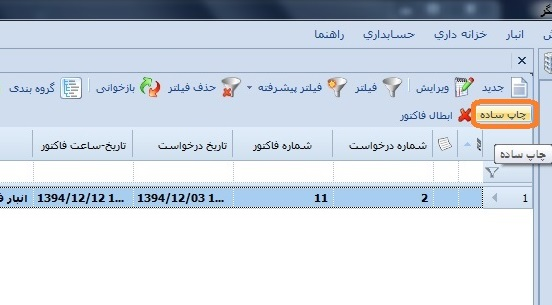 انبار خزانه داري حسابداري راهنما
جدید ویرایش فیلتر فیلتر پیشرفته حذف فیلتر بازخوانی گروه بندی
چاپ ساده ابطال فاکتور
شماره درخواست شماره فاکتور تاریخ درخواست تاریخ-ساعت فاکتور
چاپ ساده
1 2 11 1394/12/03 1... 1394/12/12 1... انبار